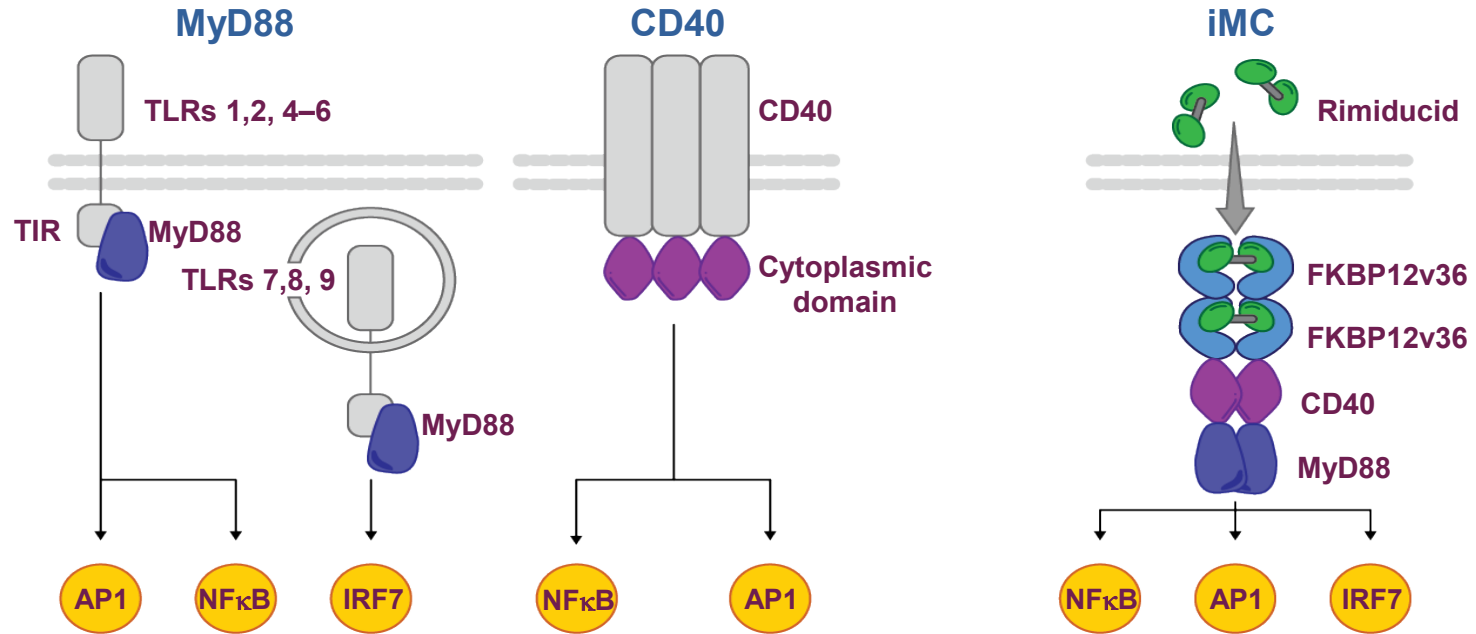 MyD88
TLRs 1,2, 4–6
TIR
MyD88
TLRs 7,8, 9
MyD88
AP1
NFκB
IRF7
CD40
CD40
Cytoplasmic
domain
NFκB
AP1
iMC
Rimiducid
FKBP12v36
FKBP12v36
CD40
MyD88
NFκB
AP1
IRF7